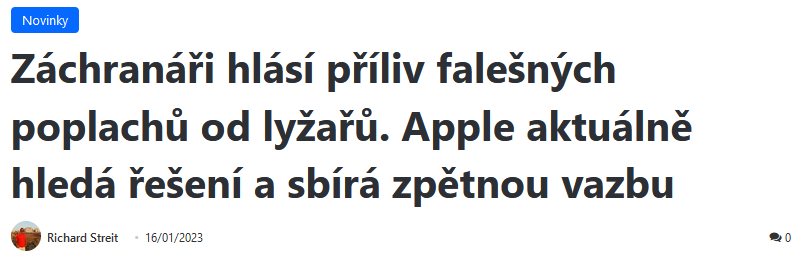 Novinky
Záchranáři hlásí příliv falešných
poplachů od lyžařů. Apple aktuálně
hledá řešení a sbírá zpětnou vazbu
Richard Streit • 16/01/2023 0